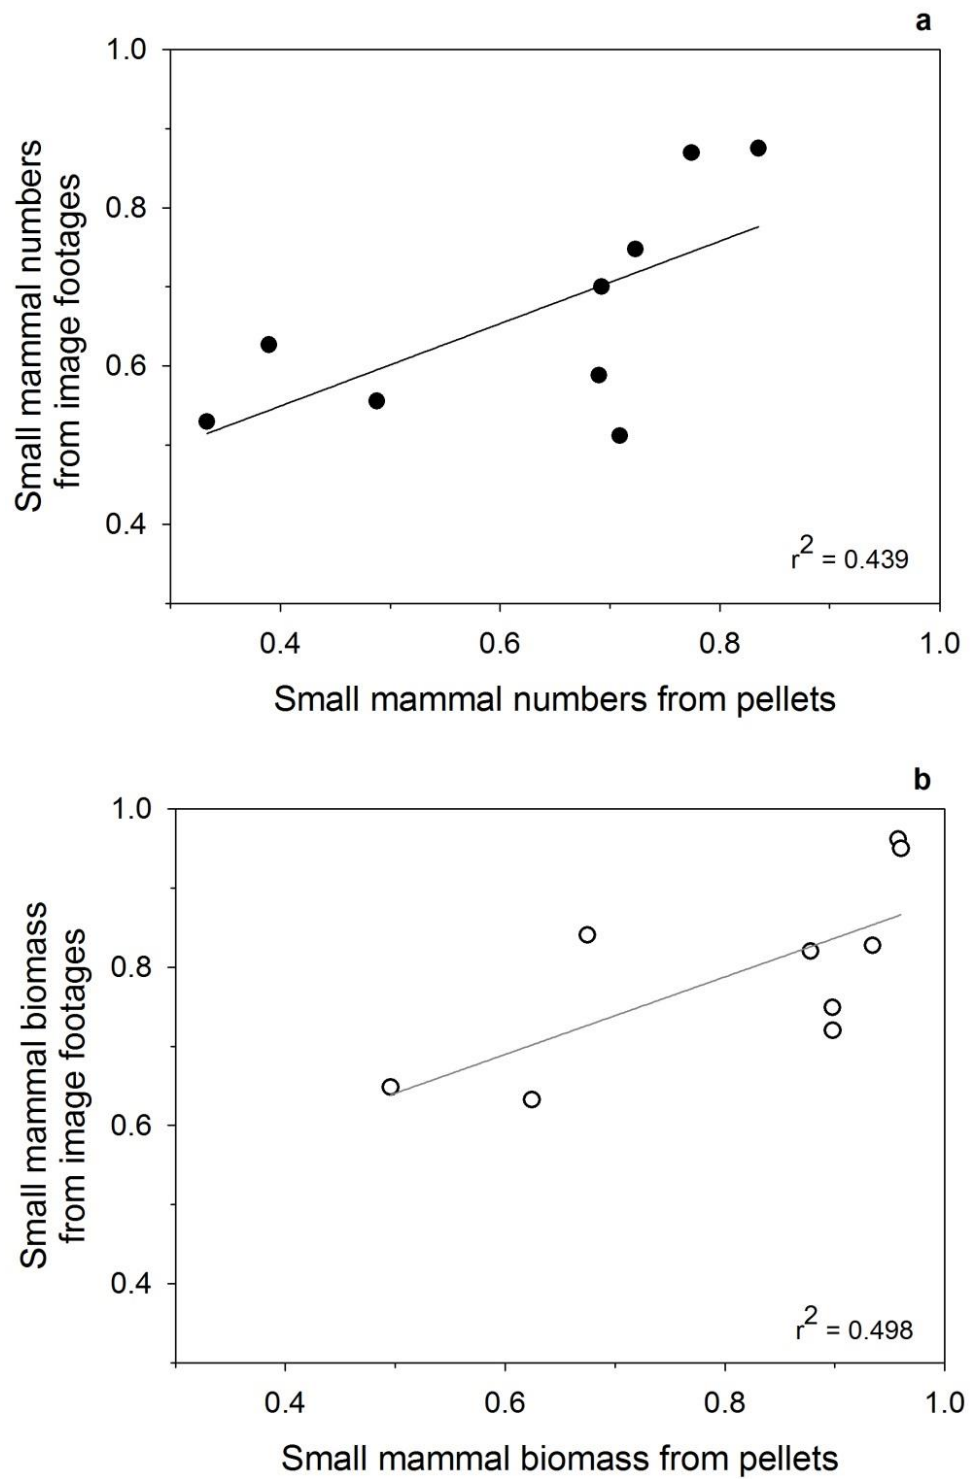 a
1.0
0.8
0.6
0.4
Small mammal numbers
from image footages
r² = 0.439
0.4 0.6 0.8 1.0
Small mammal numbers from pellets
b
1.0
0.8
0.6
0.4
Small mammal biomass
from image footages
r² = 0.498
0.4 0.6 0.8 1.0
Small mammal biomass from pellets